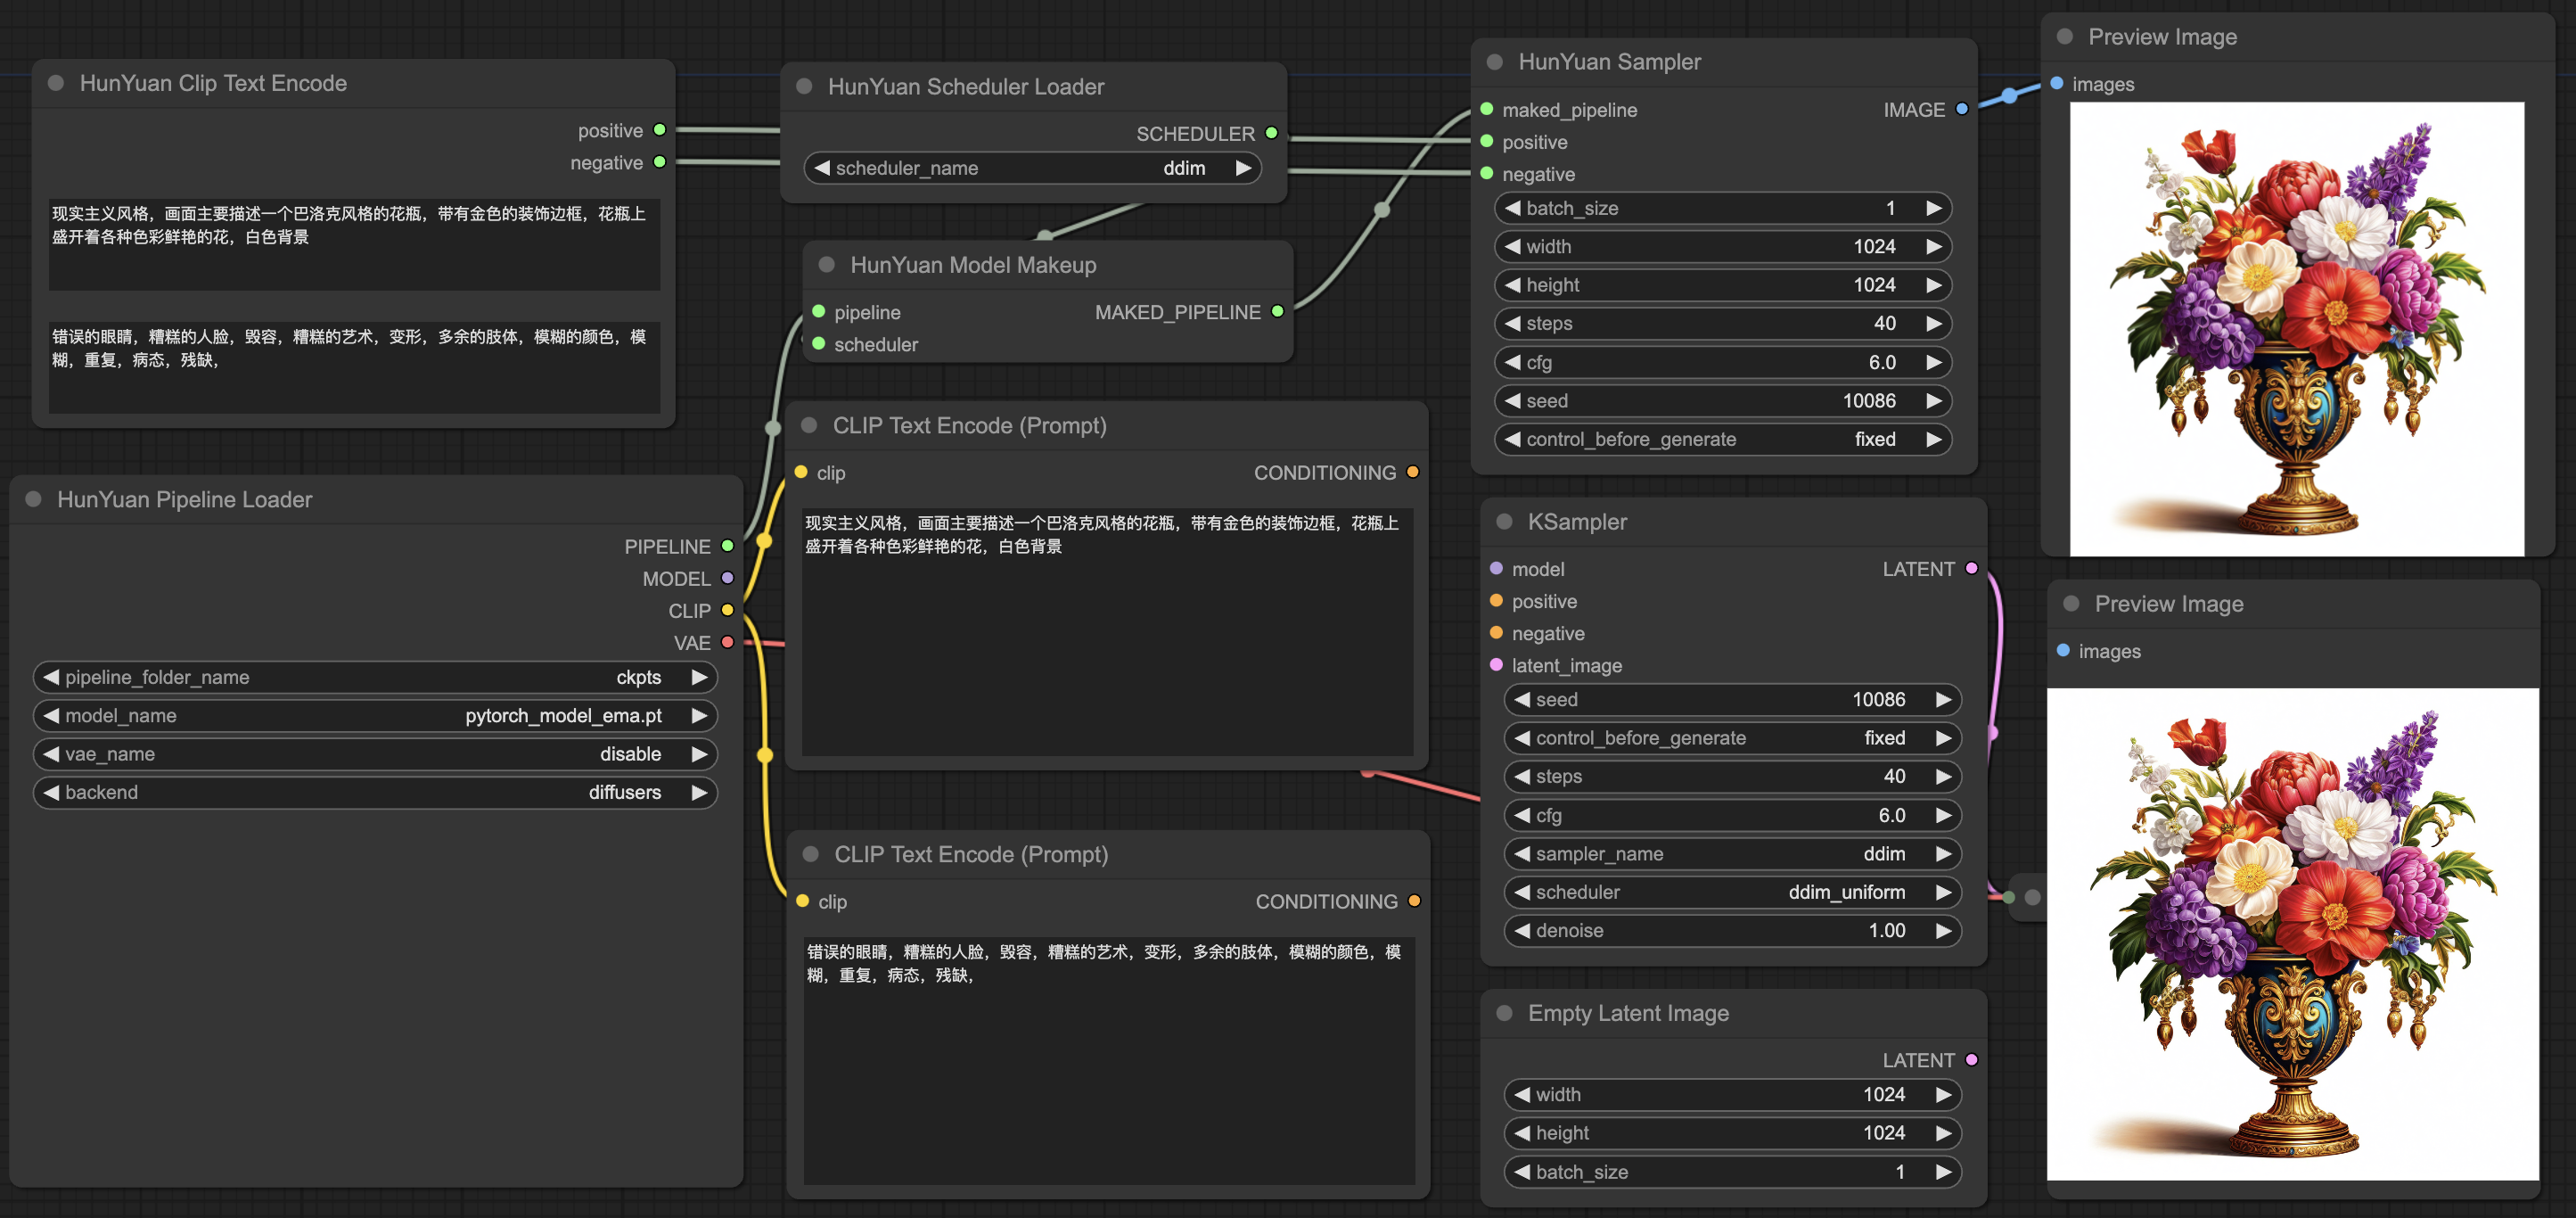 HunYuan Clip Text Encode
positive
negative
现实主义风格，画面主要描述一个巴洛克风格的花瓶，带有金色的装饰边框，花瓶上
盛开着各种色彩鲜艳的花，白色背景
错误的眼睛，糟糕的人脸，毁容，糟糕的艺术，变形，多余的肢体，模糊的颜色，模
糊，重复，病态，残缺，
HunYuan Pipeline Loader
PIPELINE
MODEL
CLIP
VAE
pipeline_folder_name ckpts
model_name pytorch_model_ema.pt
vae_name disable
backend diffusers
HunYuan Scheduler Loader
SCHEDULER
scheduler_name ddim
HunYuan Model Makeup
pipeline MAKED_PIPELINE
scheduler
CLIP Text Encode (Prompt)
clip CONDITIONING
现实主义风格，画面主要描述一个巴洛克风格的花瓶，带有金色的装饰边框，花瓶上
盛开着各种色彩鲜艳的花，白色背景
CLIP Text Encode (Prompt)
clip CONDITIONING
错误的眼睛，糟糕的人脸，毁容，糟糕的艺术，变形，多余的肢体，模糊的颜色，模
糊，重复，病态，残缺，
HunYuan Sampler
maked_pipeline IMAGE
positive
negative
batch_size 1
width 1024
height 1024
steps 40
cfg 6.0
seed 10086
control_before_generate fixed
KSampler
model LATENT
positive
negative
latent_image
seed 10086
control_before_generate fixed
steps 40
cfg 6.0
sampler_name ddim
scheduler ddim_uniform
denoise 1.00
Empty Latent Image
LATENT
width 1024
height 1024
batch_size 1
Preview Image
images
Preview Image
images